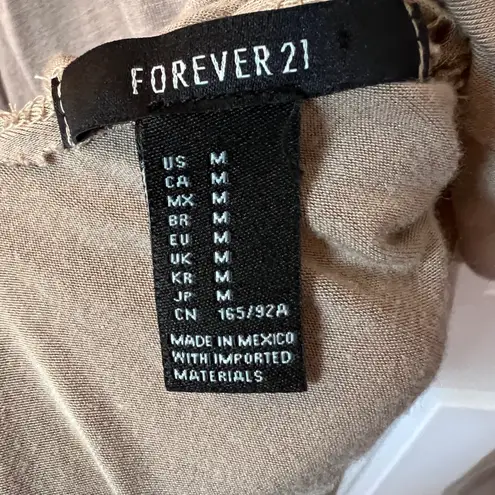 FOREVER 21
US M
CA M
MX M
BR M
EU M
UK M
KR M
JP M
CN 165/92A
MADE IN MEXICO
WITH IMPORTED
MATERIALS